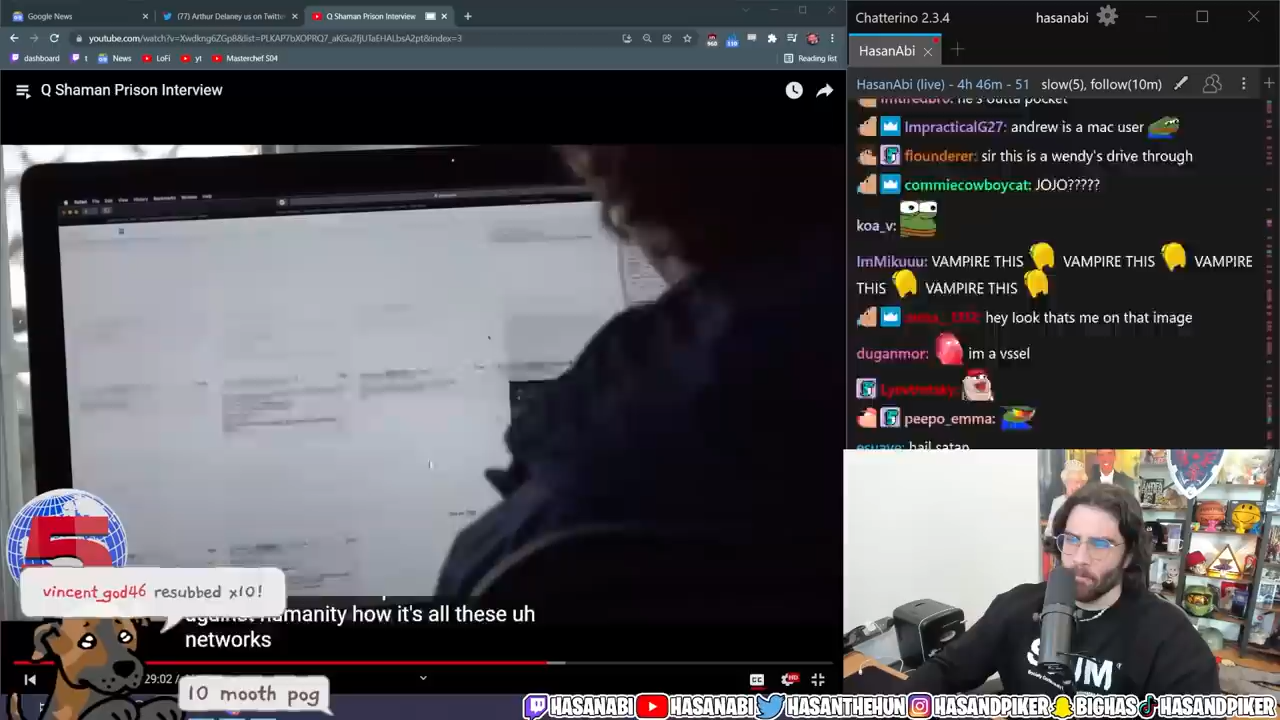 Google News
(77) Arthur Delaney us on Twitte
Q Shaman Prison Interview
youtube.com/watch?v=Xwdkng6ZGp8&list=PLKAP7bXOPRQ7_aKGu2fjUTaEHALbsA2pt&index=3
dashboard
t
News
LoFi
yt
Masterchef S04
Reading list
Q Shaman Prison Interview
5
vincent_god46 resubbed x10!
against humanity how it's all these uh
networks
29:02
10 mooth pog
Chatterino 2.3.4
hasanabi
HasanAbi
HasanAbi (live) - 4h 46m - 51
slow(5), follow(10m)
imtiredbro: he's outta pocket
ImpracticalG27: andrew is a mac user
flounderer: sir this is a wendy's drive through
commiecowboycat: JOJO?????
koa_v:
ImMikuuu: VAMPIRE THIS VAMPIRE THIS VAMPIRE
THIS VAMPIRE THIS
hey look thats me on that image
duganmor: im a vssel
peepo_emma:
hail satan
HASANABI
HASANABI
HASANTHEHUN
HASANDPIKER
BIGHAS
HASANDPIKER